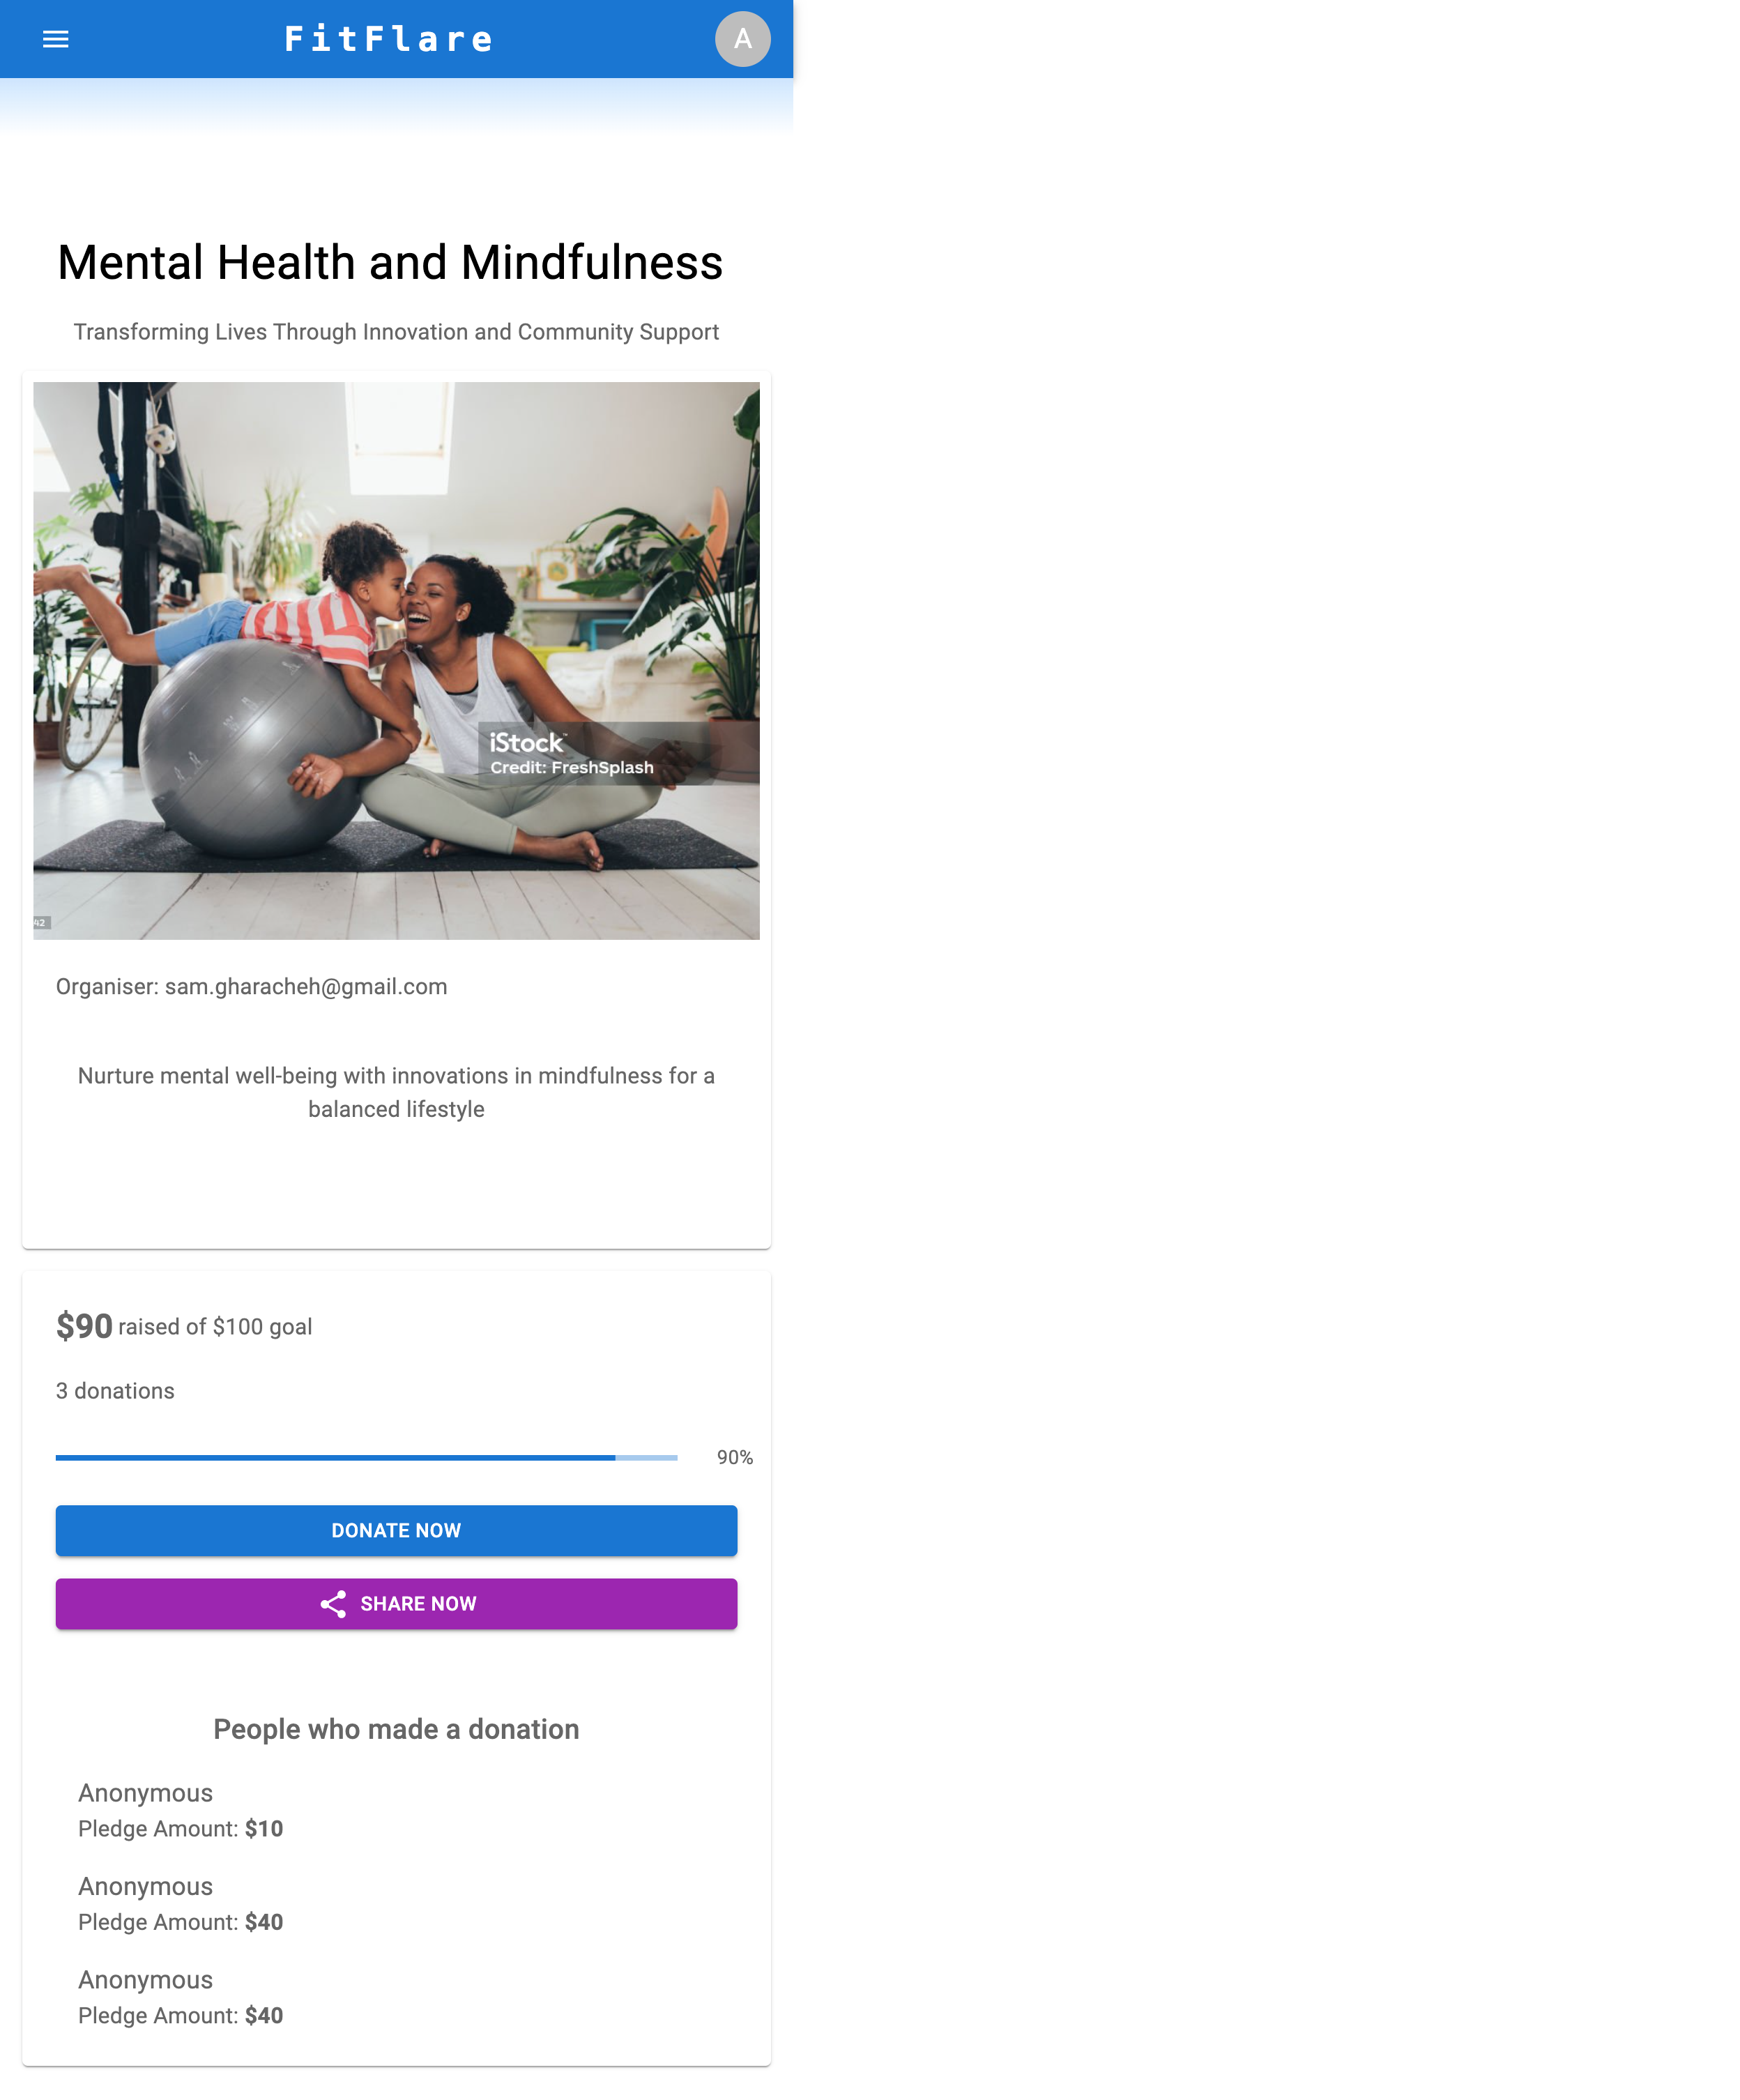 FitFlare
A
Mental Health and Mindfulness
Transforming Lives Through Innovation and Community Support
iStock™
Credit: FreshSplash
42
Organiser: sam.gharacheh@gmail.com
Nurture mental well-being with innovations in mindfulness for a
balanced lifestyle
$90 raised of $100 goal
3 donations
90%
DONATE NOW
SHARE NOW
People who made a donation
Anonymous
Pledge Amount: $10
Anonymous
Pledge Amount: $40
Anonymous
Pledge Amount: $40